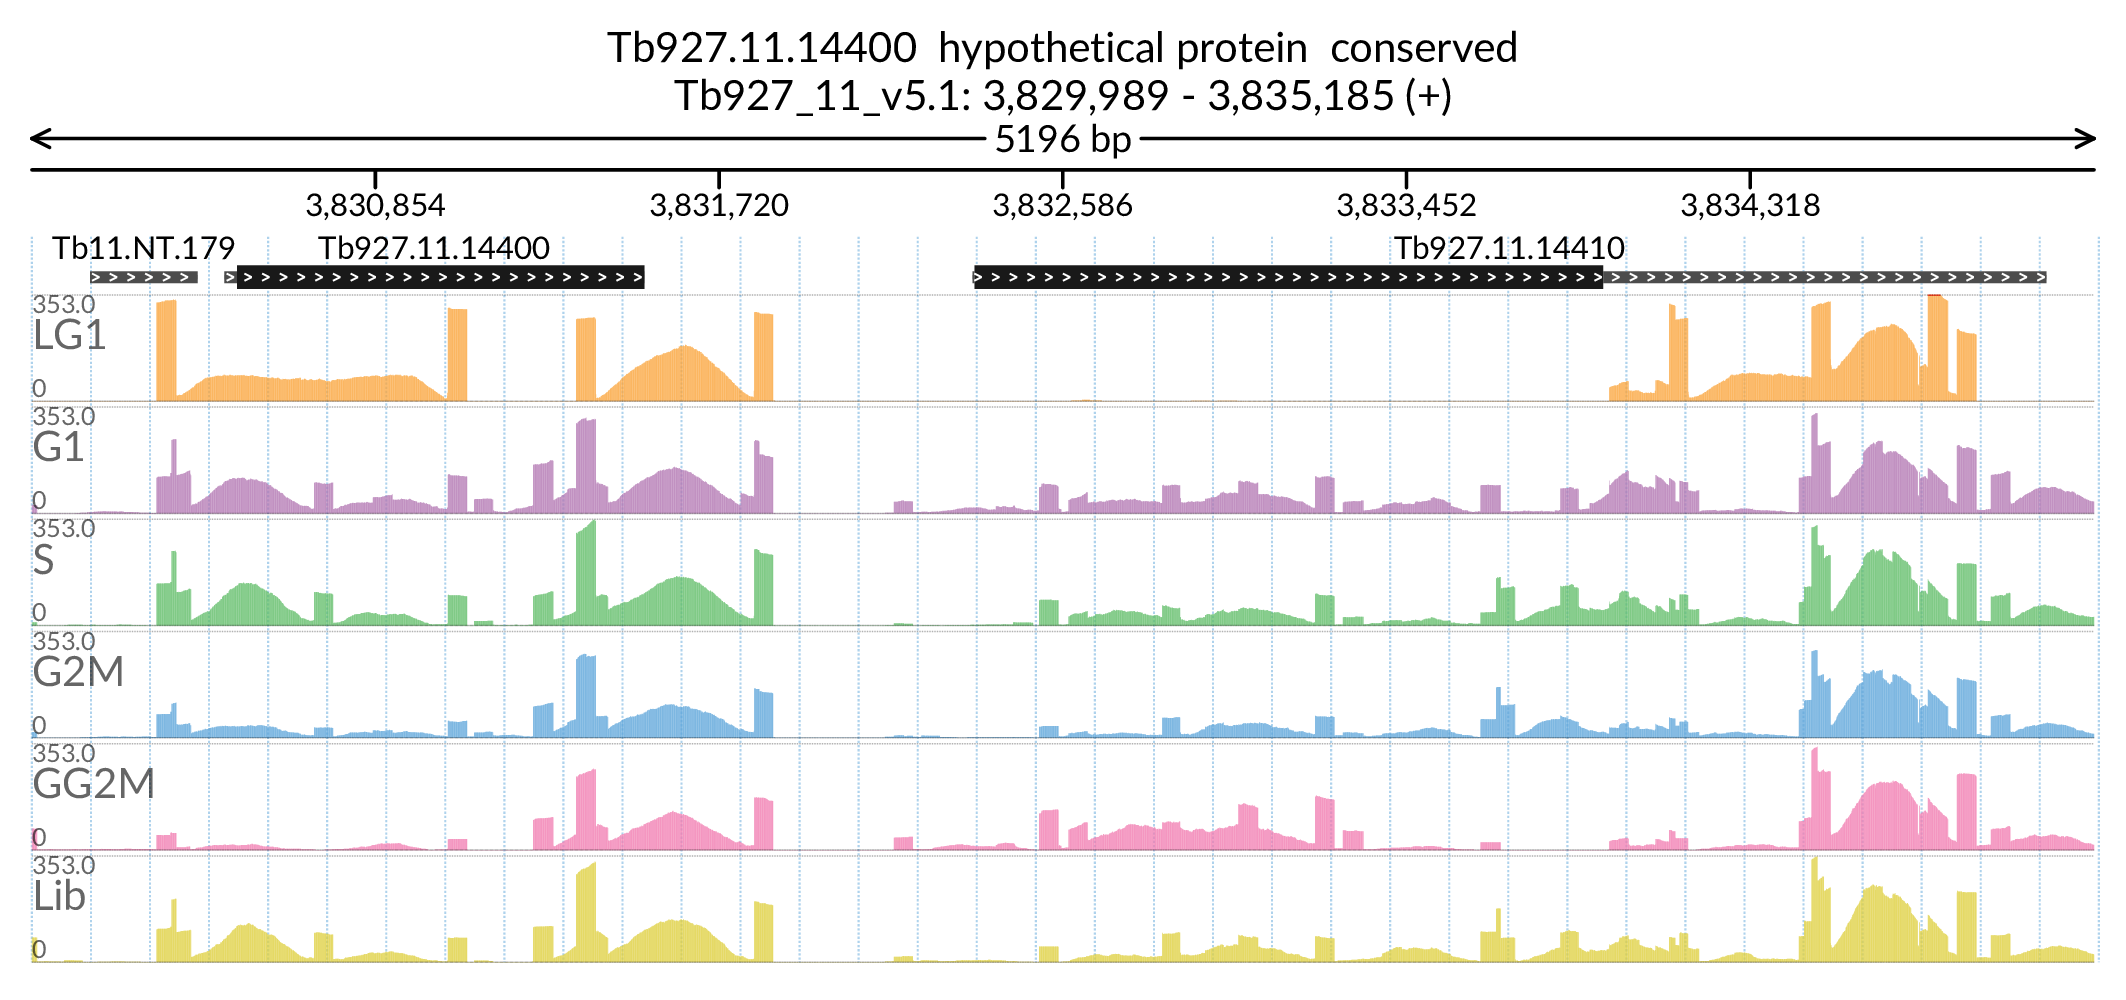 Tb927.11.14400  hypothetical protein  conserved
Tb927_11_v5.1: 3,829,989 - 3,835,185 (+)
5196 bp
3,830,854 3,831,720 3,832,586 3,833,452 3,834,318
Tb11.NT.179 Tb927.11.14400 Tb927.11.14410
353.0
LG1
0
353.0
G1
0
353.0
S
0
353.0
G2M
0
353.0
GG2M
0
353.0
Lib
0